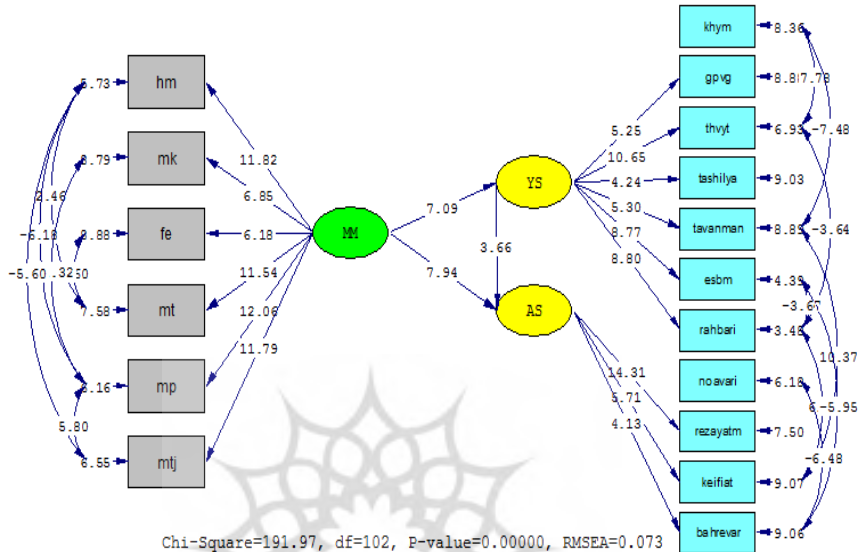 khym
8.36
hm
5.73
gpvg
5.25
7.78
thvyt
6.93
10.65
-7.48
11.82
mk
8.79
6.85
2.46
YS
4.24
tashilya
9.03
7.09
5.30
tavanman
-3.64
-6.18
fe
8.88
6.18
MM
3.66
8.77
esbm
4.39
-5.60
7.94
8.80
-3.67
mt
7.58
11.54
AS
rahbari
12.06
11.79
10.37
mp
14.31
noavari
6.18
5.71
-5.95
5.80
4.13
rezayatm
7.50
-6.48
mtj
6.55
keifiat
9.07
bahrevar
9.06
Chi-Square=191.97, df=102, P-value=0.00000, RMSEA=0.073